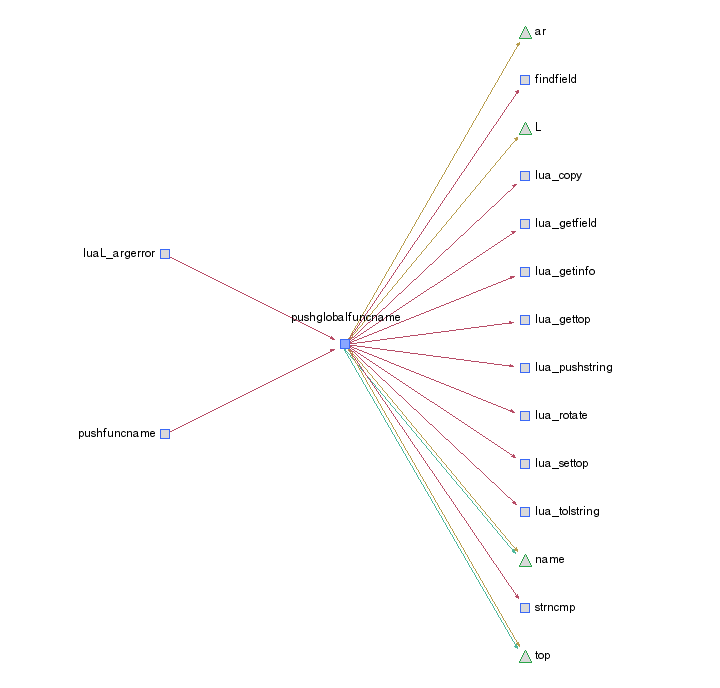 ar
findfield
L
lua_copy
lua_getfield
luaL_argerror
lua_getinfo
pushglobalfuncname
lua_gettop
lua_pushstring
lua_rotate
pushfuncname
lua_settop
lua_tolstring
name
strncmp
top